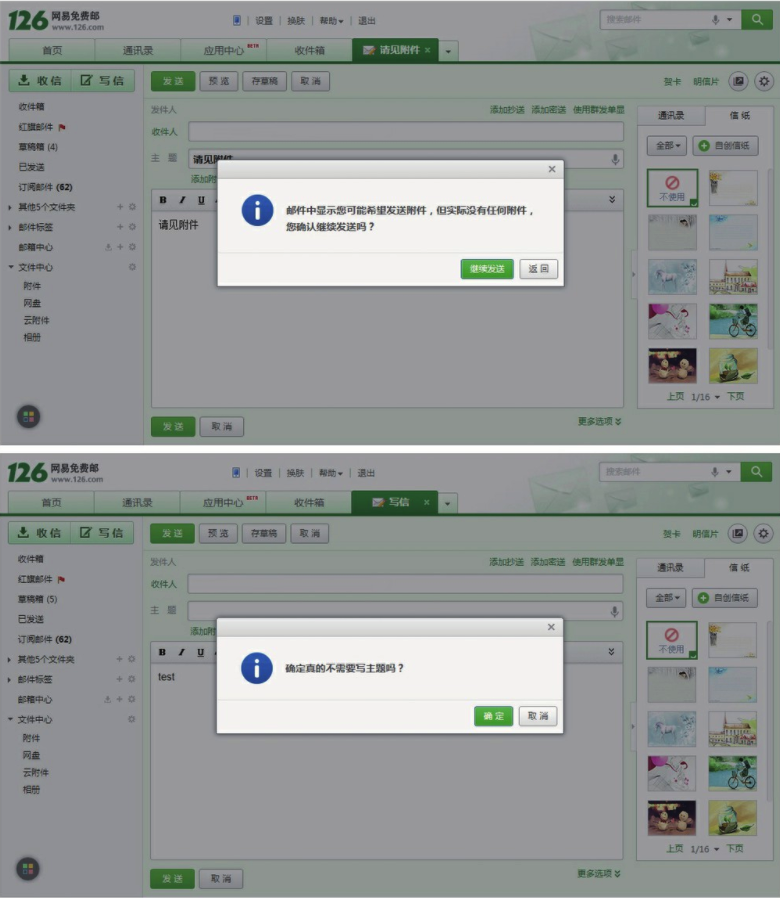 126 网易免费邮 www.126.com
设置 | 换肤 | 帮助 | 退出
搜索邮件
首页 通讯录 应用中心 BETA 收件箱 请见附件 ×
收信 写信 发送 预览 存草稿 取消 贺卡 明信片
收件箱
红旗邮件
草稿箱 (4)
已发送
订阅邮件 (62)
其他5个文件夹
邮件标签
邮箱中心
文件中心
附件
网盘
云附件
相册
发件人 添加抄送 添加密送 使用群发单显
收件人
主 题 请见附件
添加附
B I U
请见附件
邮件中显示您可能希望发送附件，但实际没有任何附件，
您确认继续发送吗？
继续发送 返回
发送 取消 更多选项
通讯录 信纸
全部 自创信纸
不使用
上页 1/16 下页
126 网易免费邮 www.126.com
设置 | 换肤 | 帮助 | 退出
搜索邮件
首页 通讯录 应用中心 BETA 收件箱 写信 ×
收信 写信 发送 预览 存草稿 取消 贺卡 明信片
收件箱
红旗邮件
草稿箱 (5)
已发送
订阅邮件 (62)
其他5个文件夹
邮件标签
邮箱中心
文件中心
附件
网盘
云附件
相册
发件人 添加抄送 添加密送 使用群发单显
收件人
主 题
添加附
B I U
test
确定真的不需要写主题吗？
确定 取消
发送 取消 更多选项
通讯录 信纸
全部 自创信纸
不使用
上页 1/16 下页